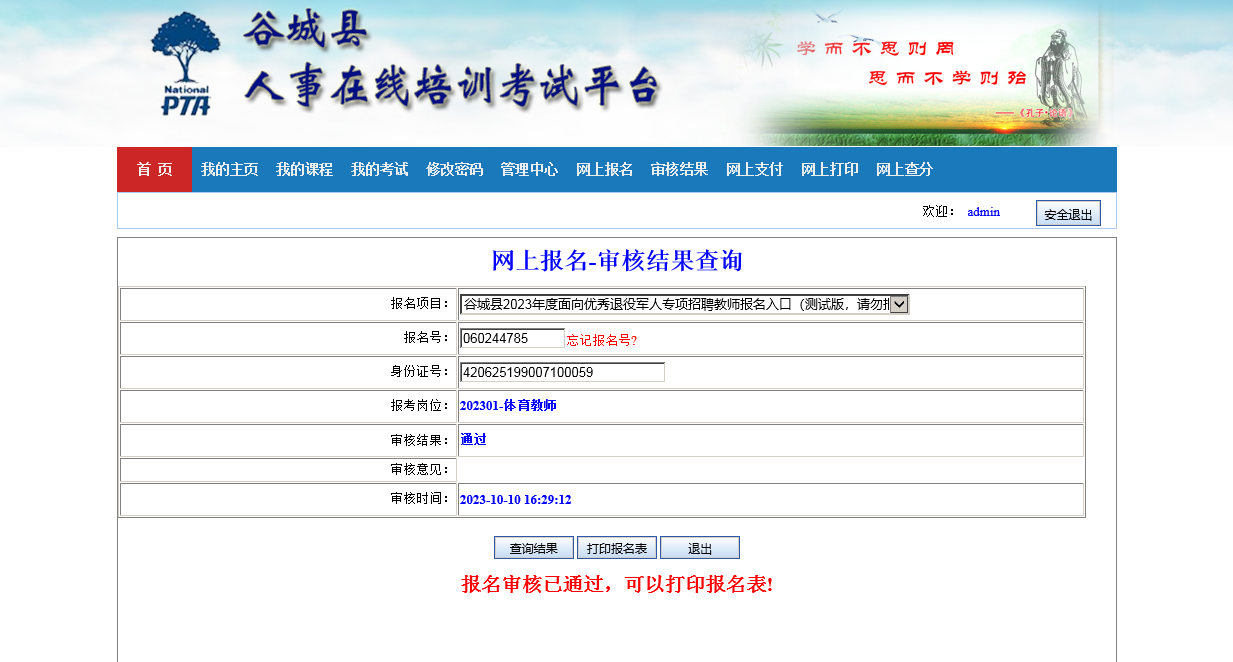 谷城县
人事在线培训考试平台
National
PTA
学而不思则罔
思而不学则殆
首 页 我的主页 我的课程 我的考试 修改密码 管理中心 网上报名 审核结果 网上支付 网上打印 网上查分
欢迎： admin 安全退出
网上报名-审核结果查询
报名项目： 谷城县2023年度面向优秀退役军人专项招聘教师报名入口（测试版，请勿报
报名号： 060244785 忘记报名号?
身份证号： 420625199007100059
报考岗位： 202301-体育教师
审核结果： 通过
审核意见：
审核时间： 2023-10-10 16:29:12
查询结果 打印报名表 退出
报名审核已通过，可以打印报名表!